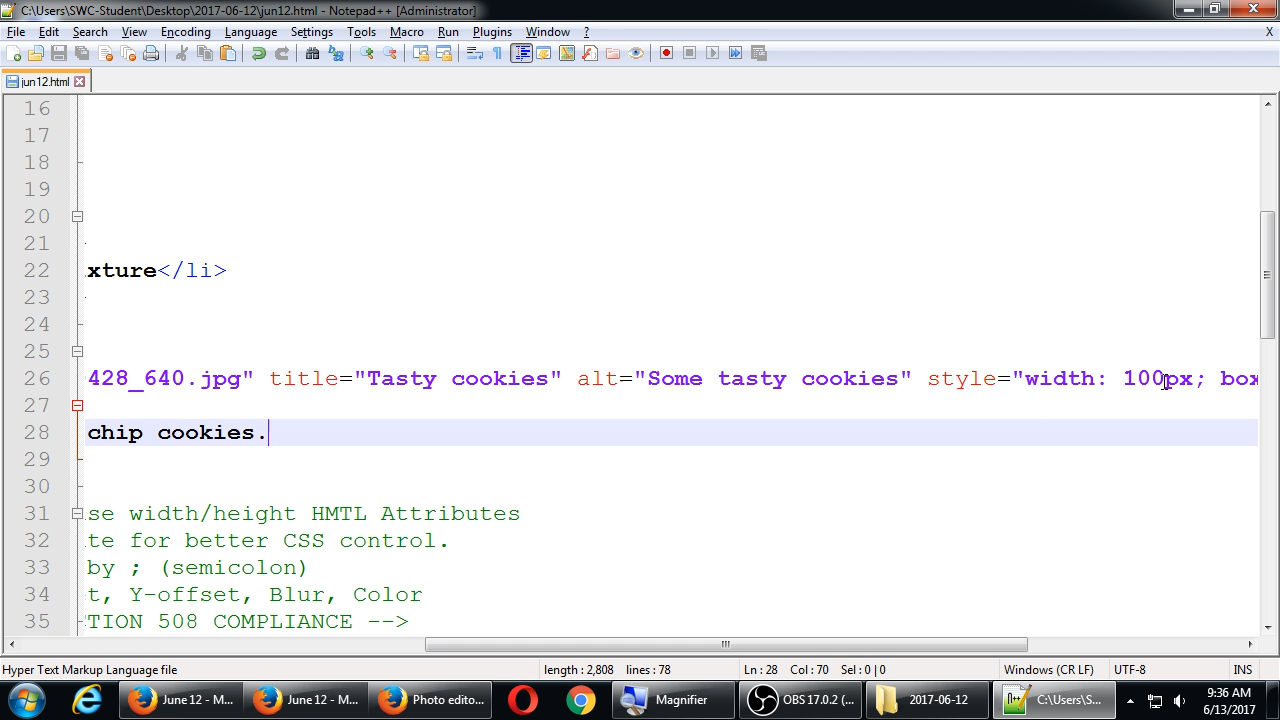 C:\Users\SWC-Student\Desktop\2017-06-12\jun12.html - Notepad++ [Administrator]
File Edit Search View Encoding Language Settings Tools Macro Run Plugins Window ? X
jun12.html
16
17
18
19
20
21
22 xture</li>
23
24
25
26 428_640.jpg" title="Tasty cookies" alt="Some tasty cookies" style="width: 100px; box
27
28 chip cookies.
29
30
31 se width/height HMTL Attributes
32 te for better CSS control.
33 by ; (semicolon)
34 t, Y-offset, Blur, Color
35 TION 508 COMPLIANCE -->
Hyper Text Markup Language file length : 2,808 lines : 78 Ln : 28 Col : 70 Sel : 0 | 0 Windows (CR LF) UTF-8 INS
June 12 - M... June 12 - M... Photo edito... Magnifier OBS 17.0.2 (... 2017-06-12 C:\Users\S... 9:36 AM
6/13/2017